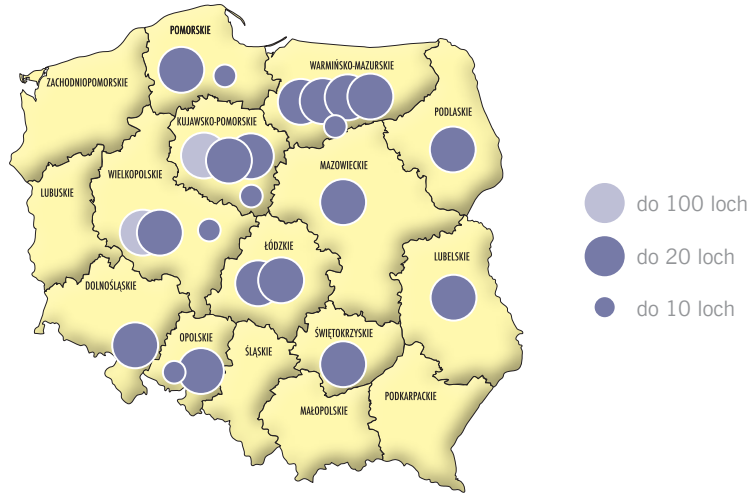 POMORSKIE
WARMIŃSKO-MAZURSKIE
ZACHODNIOPOMORSKIE
PODLASKIE
KUJAWSKO-POMORSKIE
MAZOWIECKIE
WIELKOPOLSKIE
LUBUSKIE
do 100 loch
ŁÓDZKIE
LUBELSKIE
do 20 loch
DOLNOŚLĄSKIE
do 10 loch
OPOLSKIE
ŚWIĘTOKRZYSKIE
ŚLĄSKIE
PODKARPACKIE
MAŁOPOLSKIE